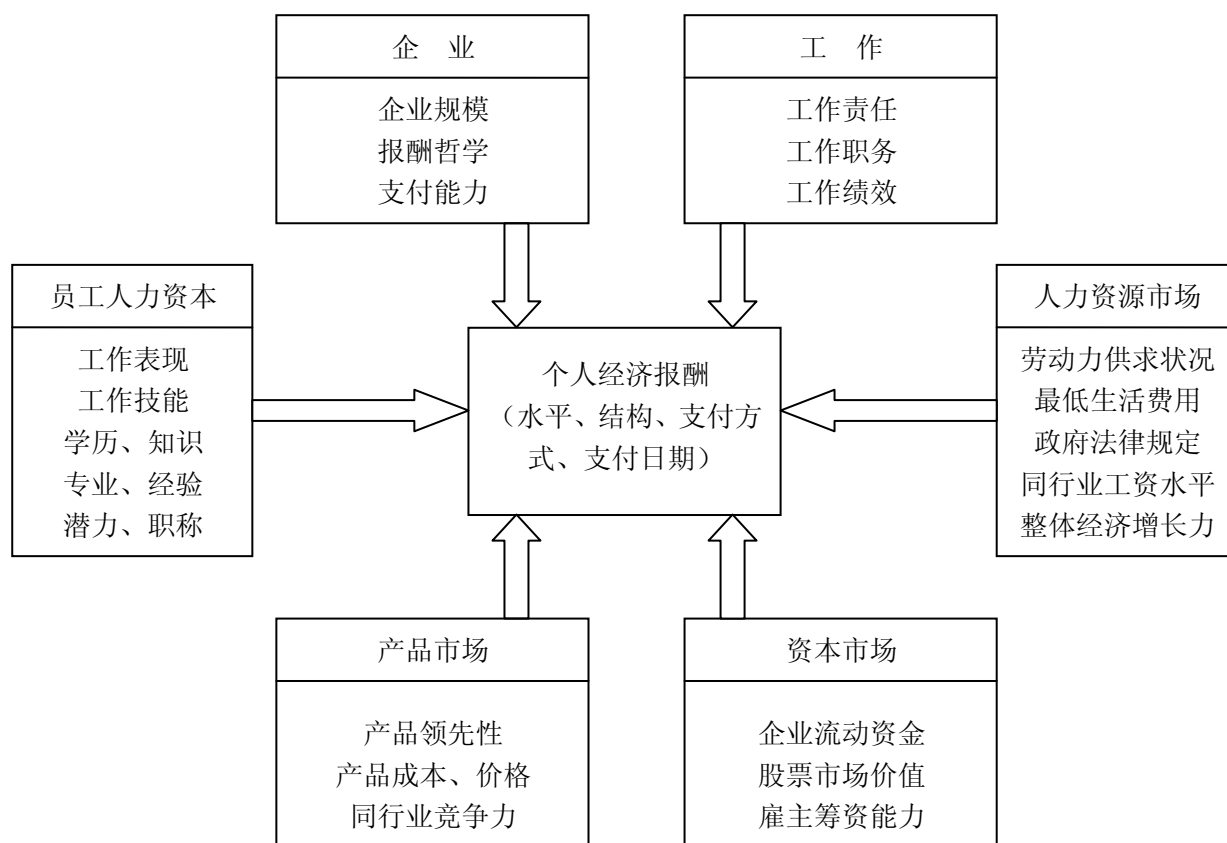 企 业
企业规模
报酬哲学
支付能力
工 作
工作责任
工作职务
工作绩效
员工人力资本
工作表现
工作技能
学历、知识
专业、经验
潜力、职称
个人经济报酬
（水平、结构、支付方
式、支付日期）
人力资源市场
劳动力供求状况
最低生活费用
政府法律规定
同行业工资水平
整体经济增长力
产品市场
产品领先性
产品成本、价格
同行业竞争力
资本市场
企业流动资金
股票市场价值
雇主筹资能力